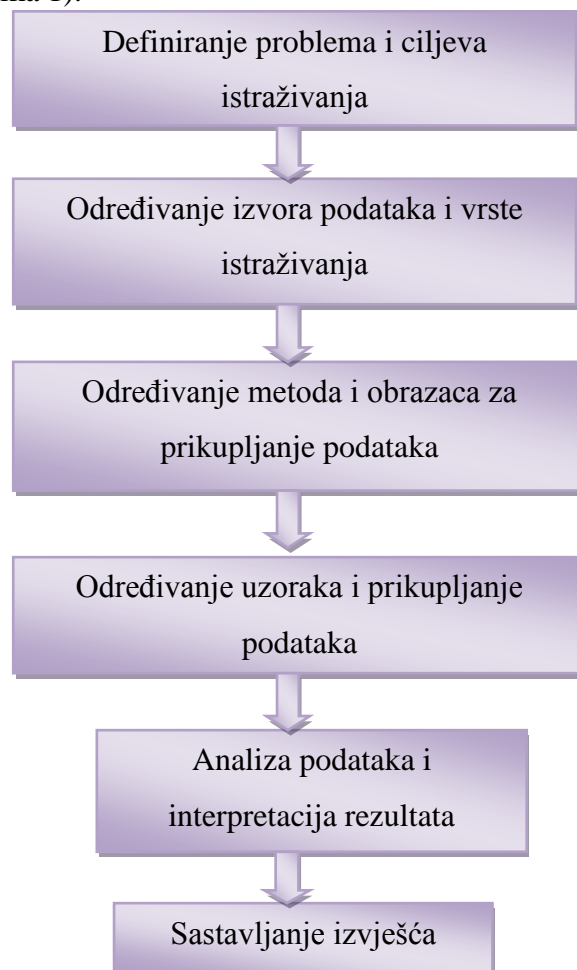 Definiranje problema i ciljeva
istraživanja
Određivanje izvora podataka i vrste
istraživanja
Određivanje metoda i obrazaca za
prikupljanje podataka
Određivanje uzoraka i prikupljanje
podataka
Analiza podataka i
interpretacija rezultata
Sastavljanje izvješća